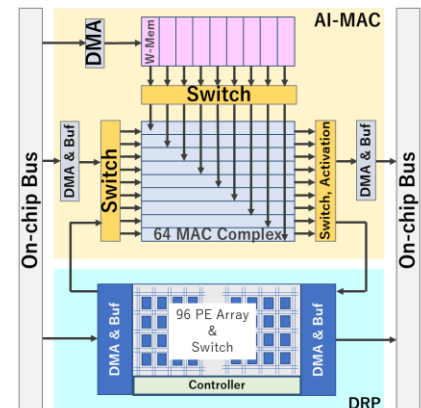 AI-MAC
DMA
W-Mem
Switch
On-chip Bus
DMA & Buf
Switch
64 MAC Complex
Switch, Activation
DMA & Buf
On-chip Bus
DMA & Buf
96 PE Array
&
Switch
DMA & Buf
Controller
DRP